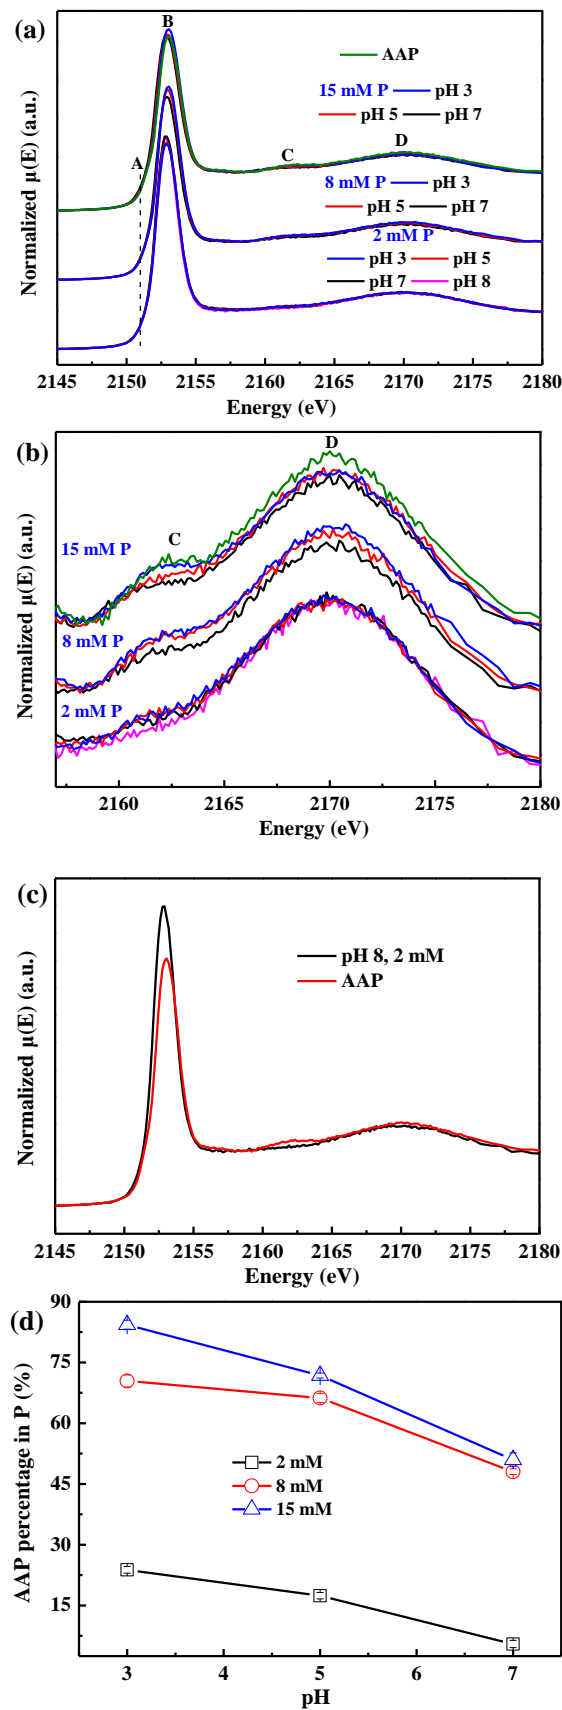 (a)
B
AAP
15 mM P pH 3
pH 5 pH 7
A
C
D
8 mM P pH 3
pH 5 pH 7
2 mM P
pH 3 pH 5
pH 7 pH 8
Normalized μ(E) (a.u.)
2145 2150 2155 2160 2165 2170 2175 2180
Energy (eV)
(b)
D
C
15 mM P
8 mM P
2 mM P
Normalized μ(E) (a.u.)
2160 2165 2170 2175 2180
Energy (eV)
(c)
pH 8, 2 mM
AAP
Normalized μ(E) (a.u.)
2145 2150 2155 2160 2165 2170 2175 2180
Energy (eV)
(d)
90
75
60
45
30
15
AAP percentage in P (%)
2 mM
8 mM
15 mM
3 4 5 6 7
pH